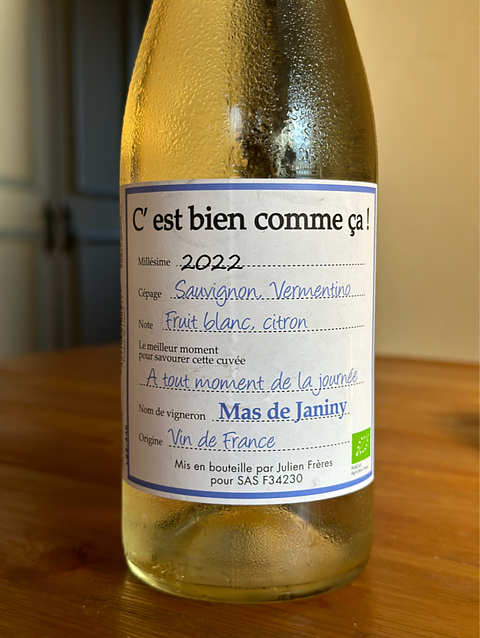 C' est bien comme ça !
Millésime 2022
Cépage Sauvignon, Vermentino
Note Fruit blanc, citron
Le meilleur moment
pour savourer cette cuvée
A tout moment de la journée
Nom de vigneron Mas de Janiny
Origine Vin de France
Mis en bouteille par Julien Frères
pour SAS F34230